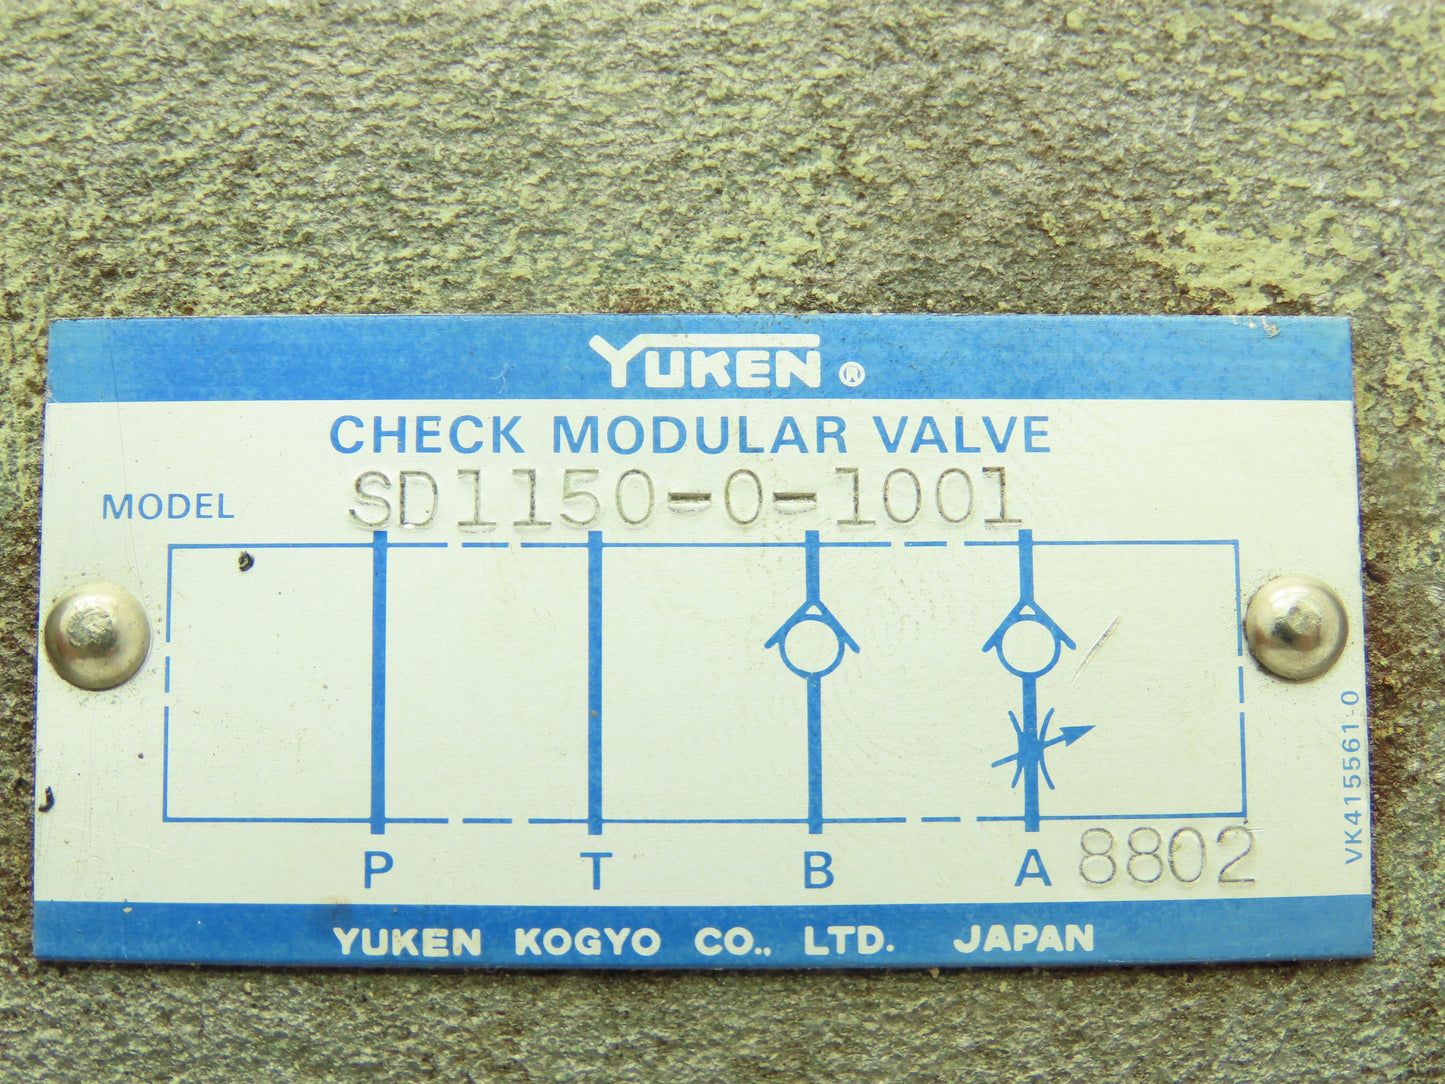 YUKEN ®
CHECK MODULAR VALVE
MODEL SD1150-0-1001
P T B A 8802
VK415561-0
YUKEN KOGYO CO., LTD. JAPAN